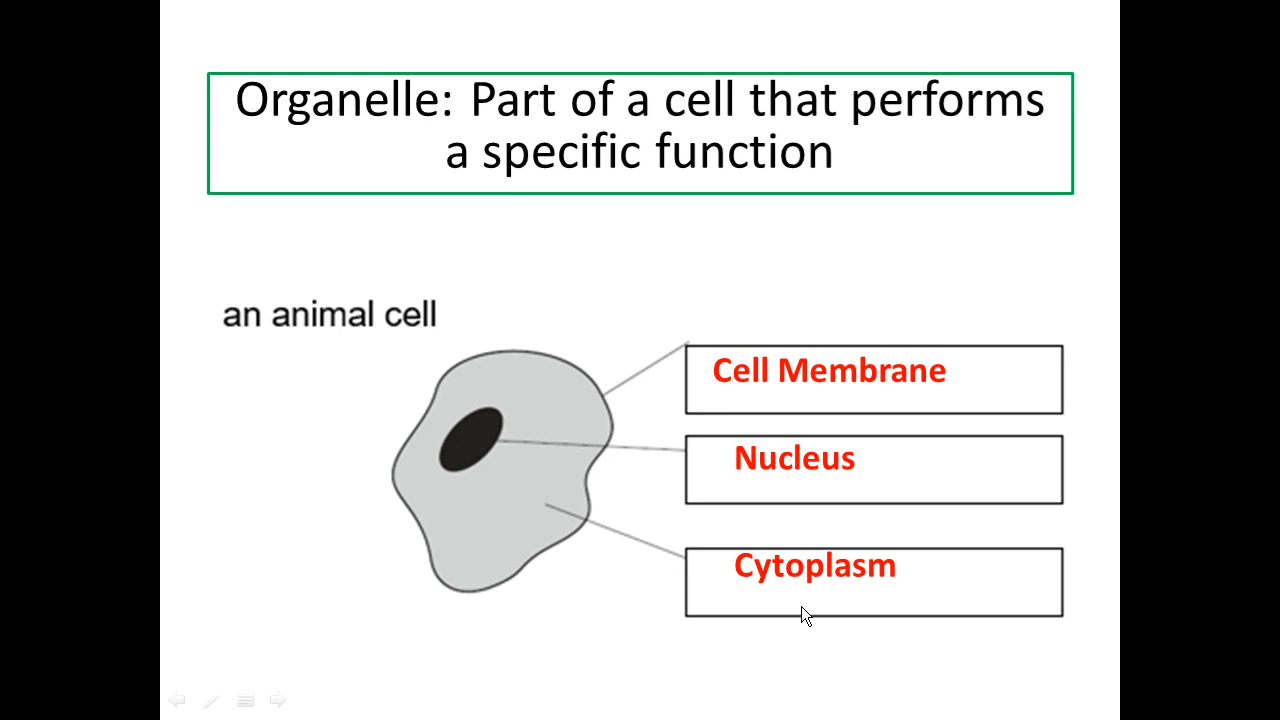 Organelle: Part of a cell that performs
a specific function
an animal cell
Cell Membrane
Nucleus
Cytoplasm